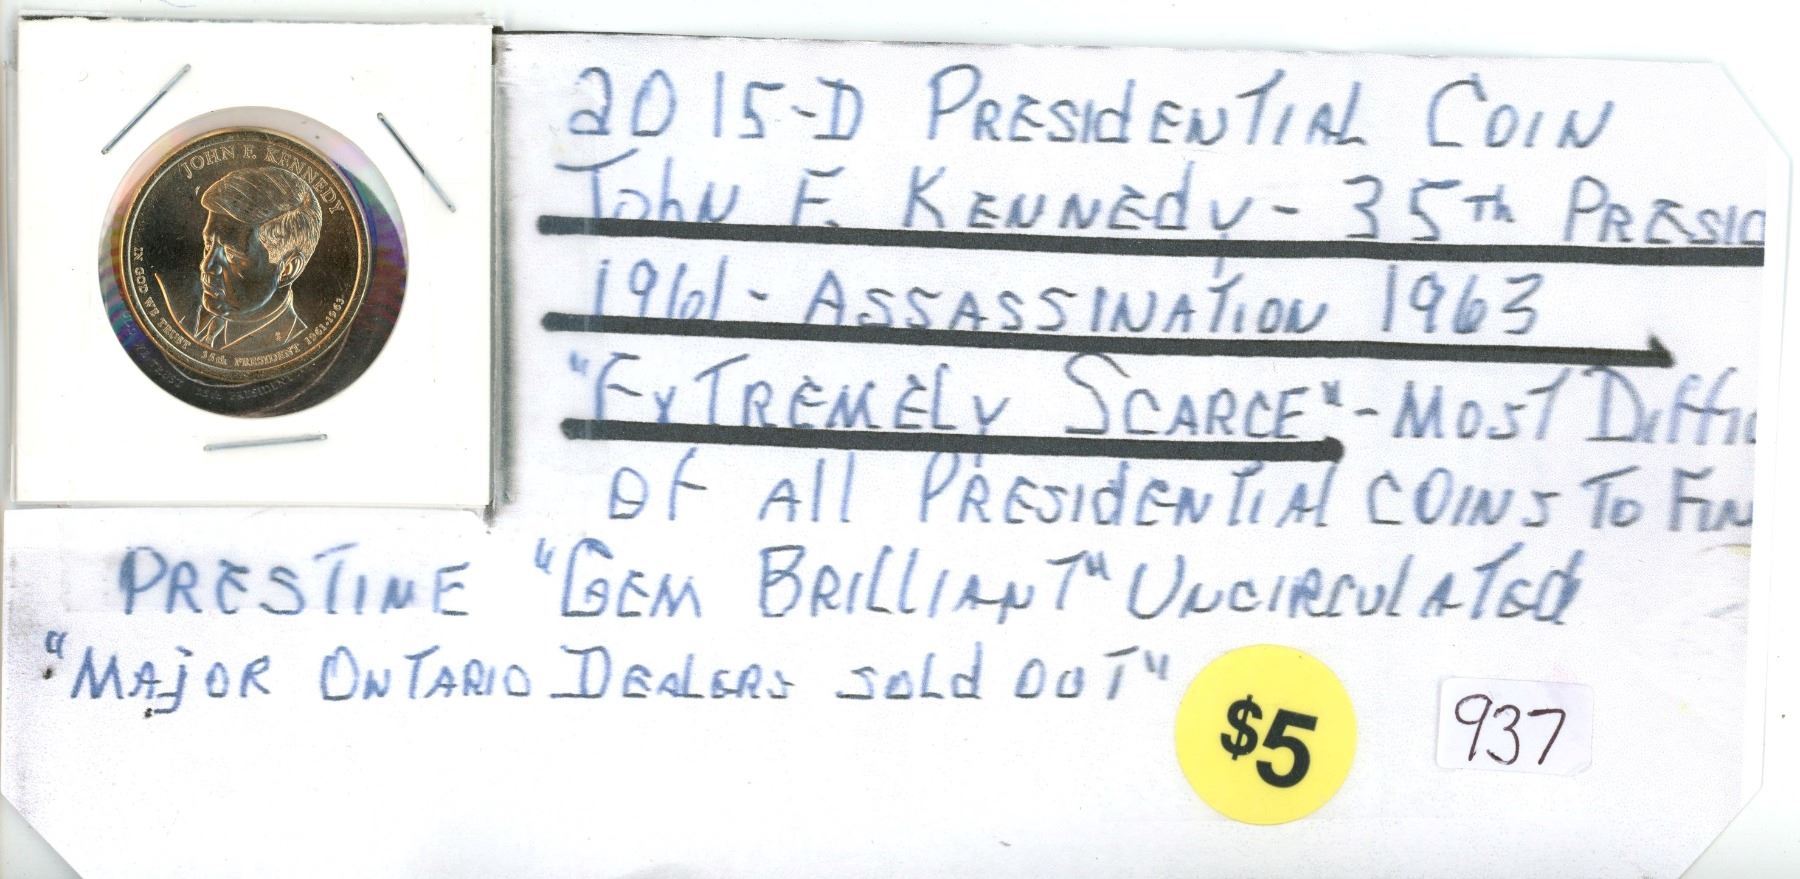 JOHN F. KENNEDY
IN GOD WE TRUST
35th PRESIDENT 1961-1963
2015-D PRESIdENTIAL COIN
John F. KENNEdy - 35Th PRESID
1961 - ASSASSINATION 1963
"EXTREMELy SCARCE" - MOST Diffic
OF All PRESIdENTIAl COINS TO FIN
PRESTINE "GEM BRIllIANT" UNCIRCUlATEd
"MAjOR ONTARIO DEALERS SOLd OUT"
$5
937